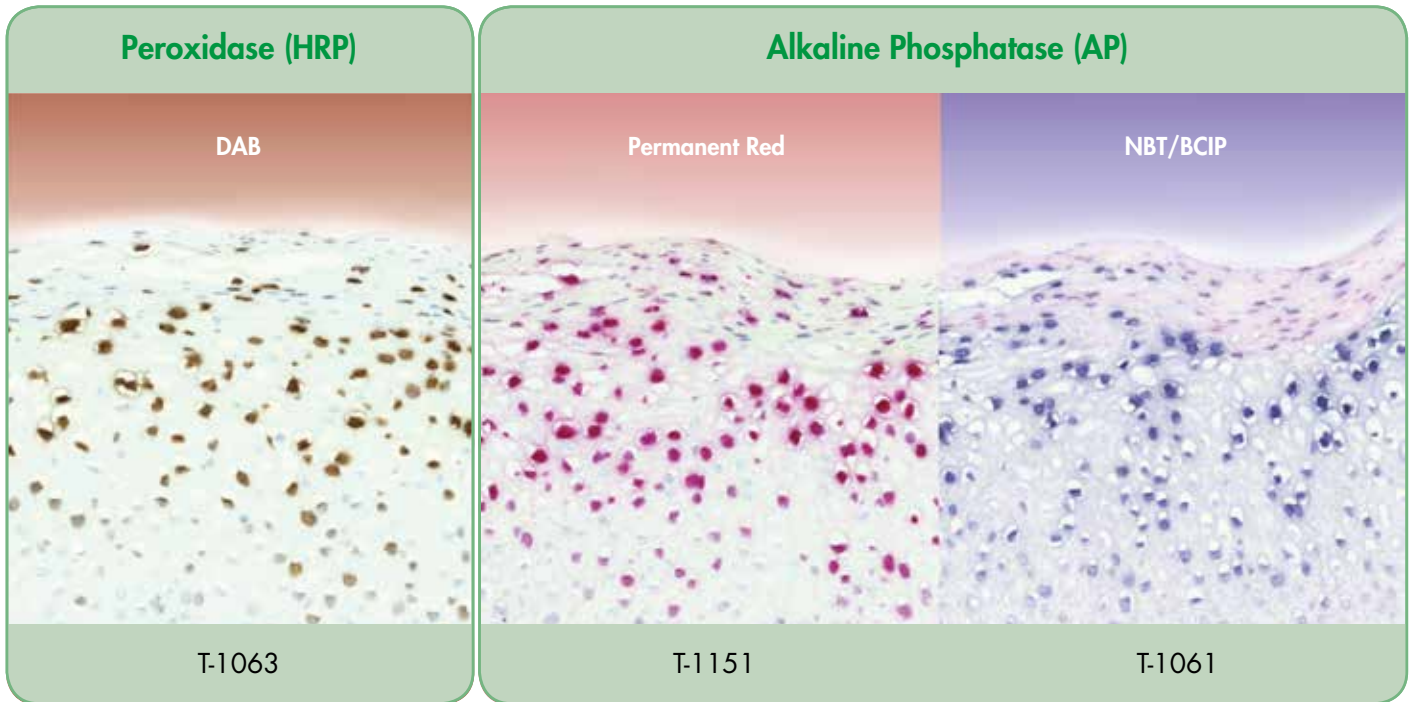 Peroxidase (HRP)
Alkaline Phosphatase (AP)
DAB
Permanent Red
NBT/BCIP
T-1063
T-1151
T-1061